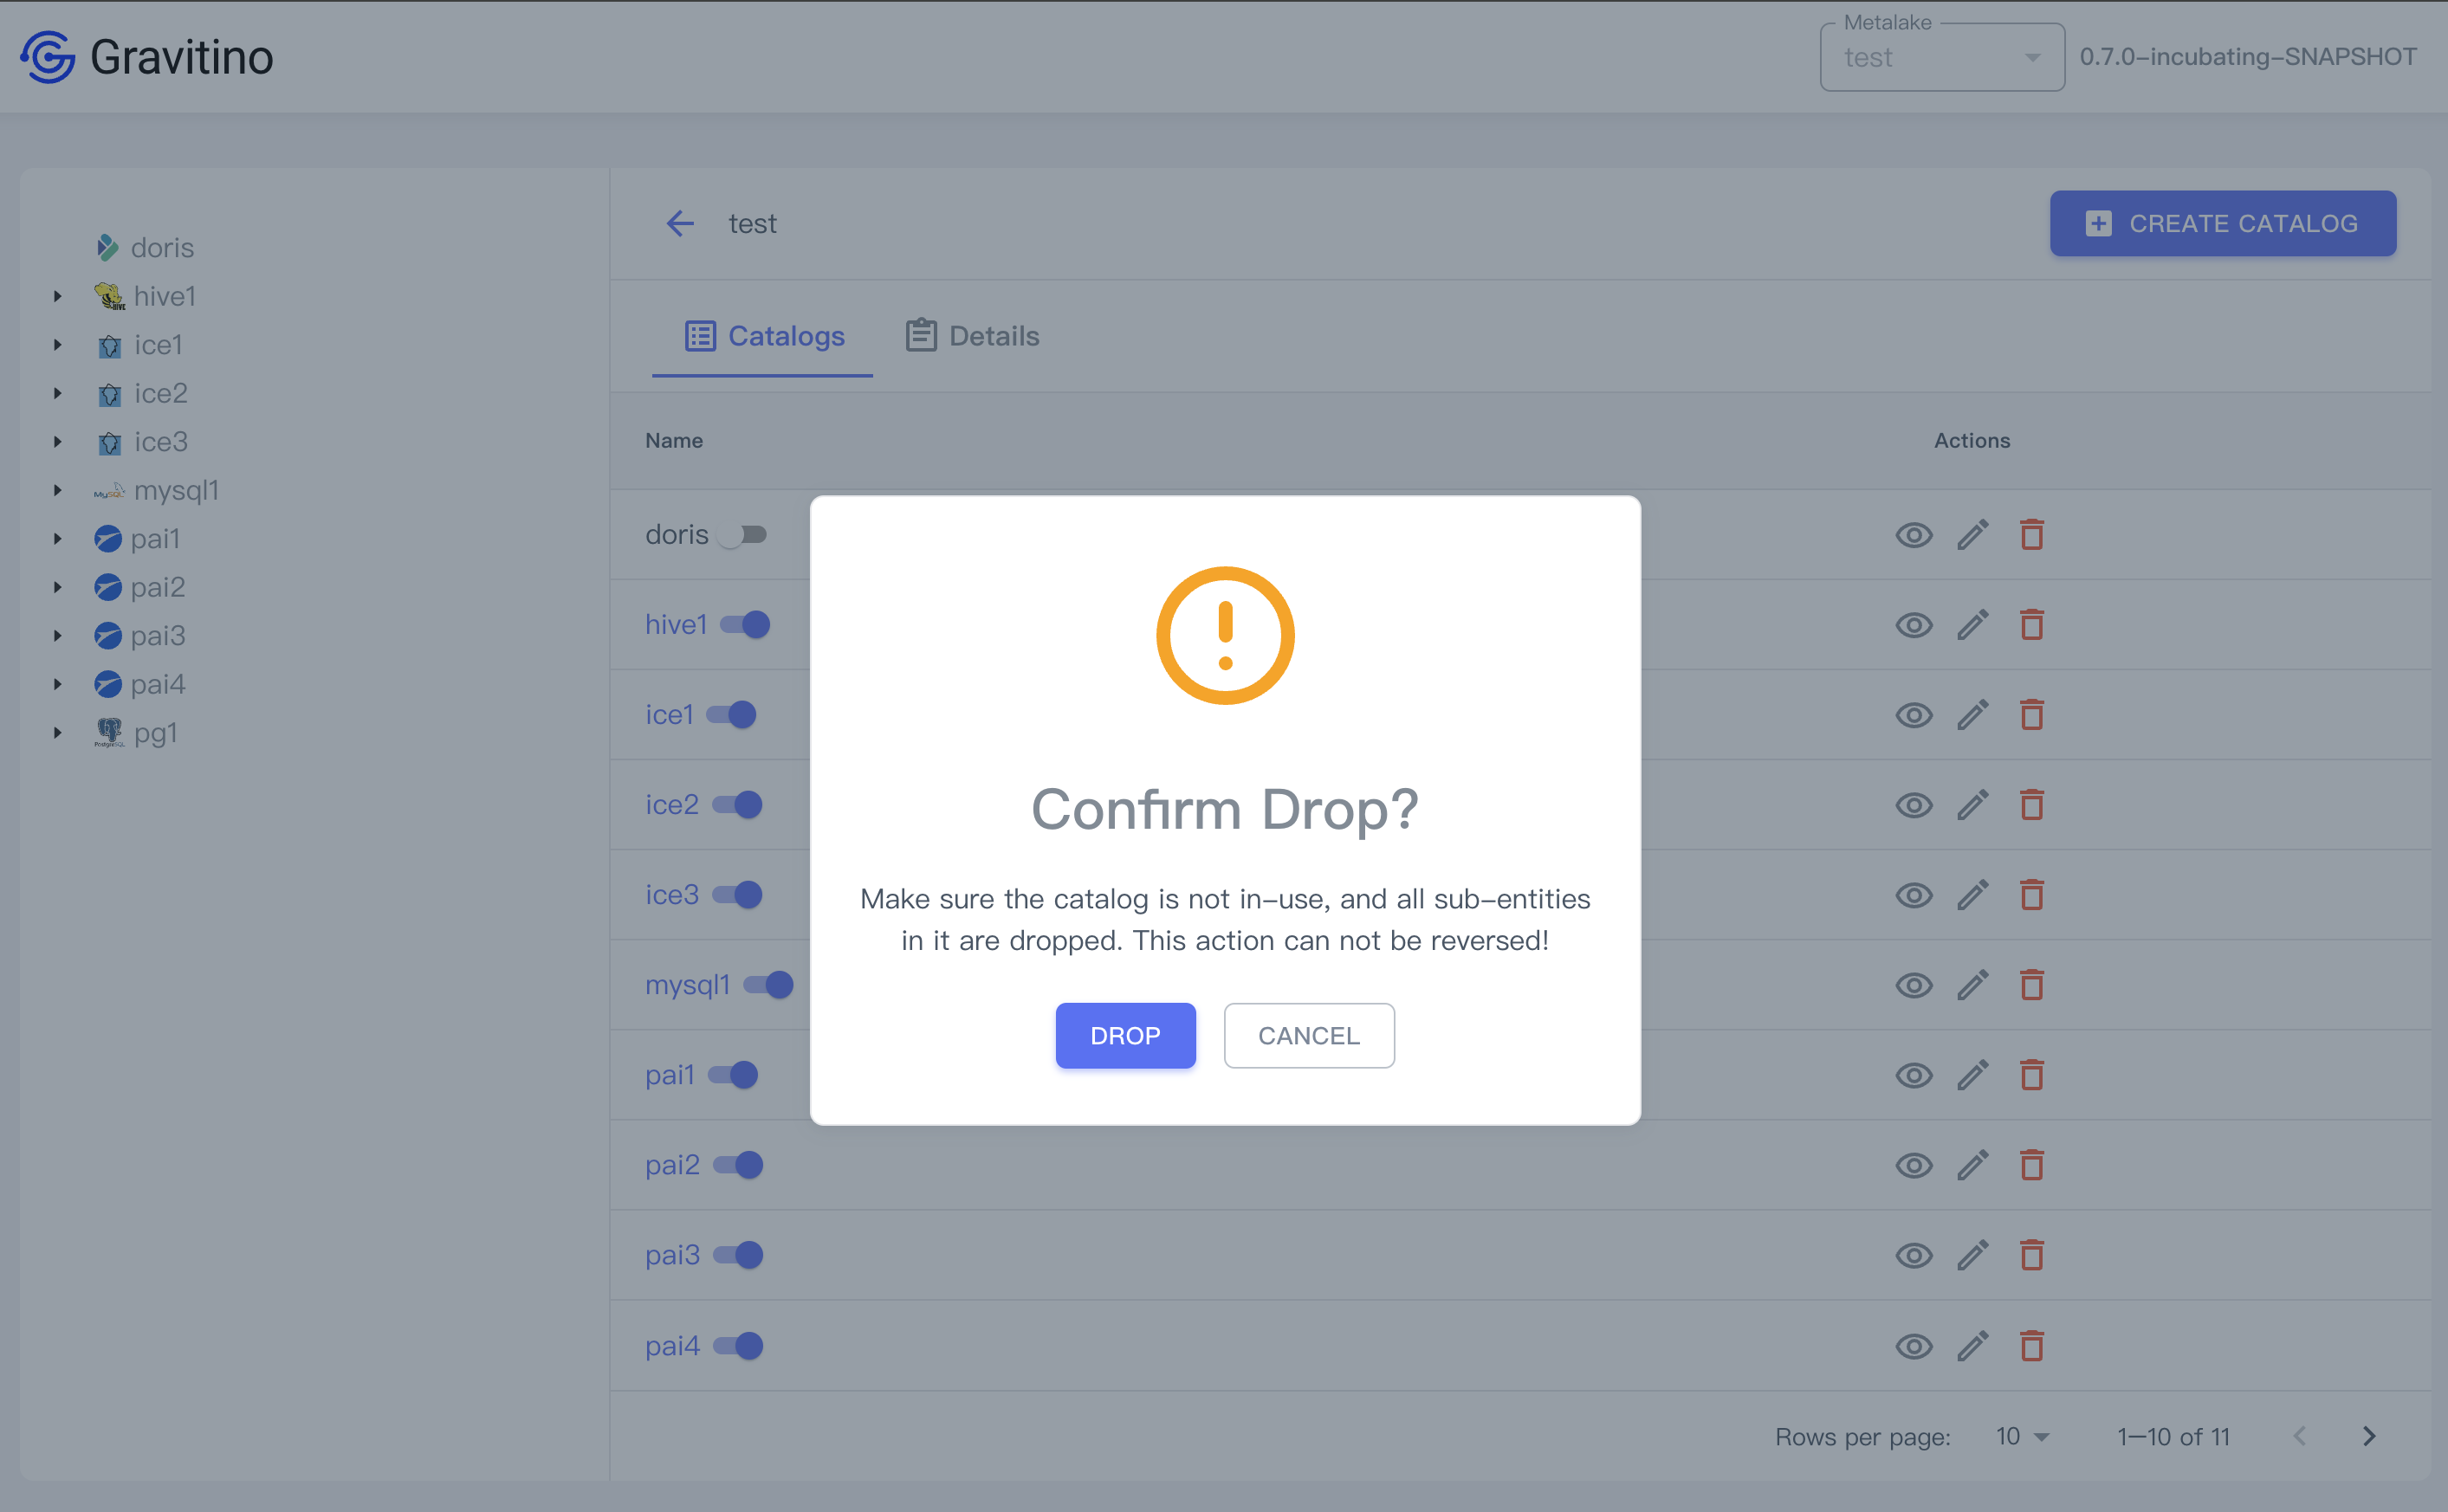 Gravitino
Metalake
test
0.7.0-incubating-SNAPSHOT
doris
hive1
ice1
ice2
ice3
mysql1
pai1
pai2
pai3
pai4
pg1
test
CREATE CATALOG
Catalogs
Details
Name
Actions
doris
hive1
ice1
ice2
ice3
mysql1
pai1
pai2
pai3
pai4
Confirm Drop?
Make sure the catalog is not in-use, and all sub-entities
in it are dropped. This action can not be reversed!
DROP
CANCEL
Rows per page:
10
1–10 of 11
HIVE
MySQL
PostgreSQL